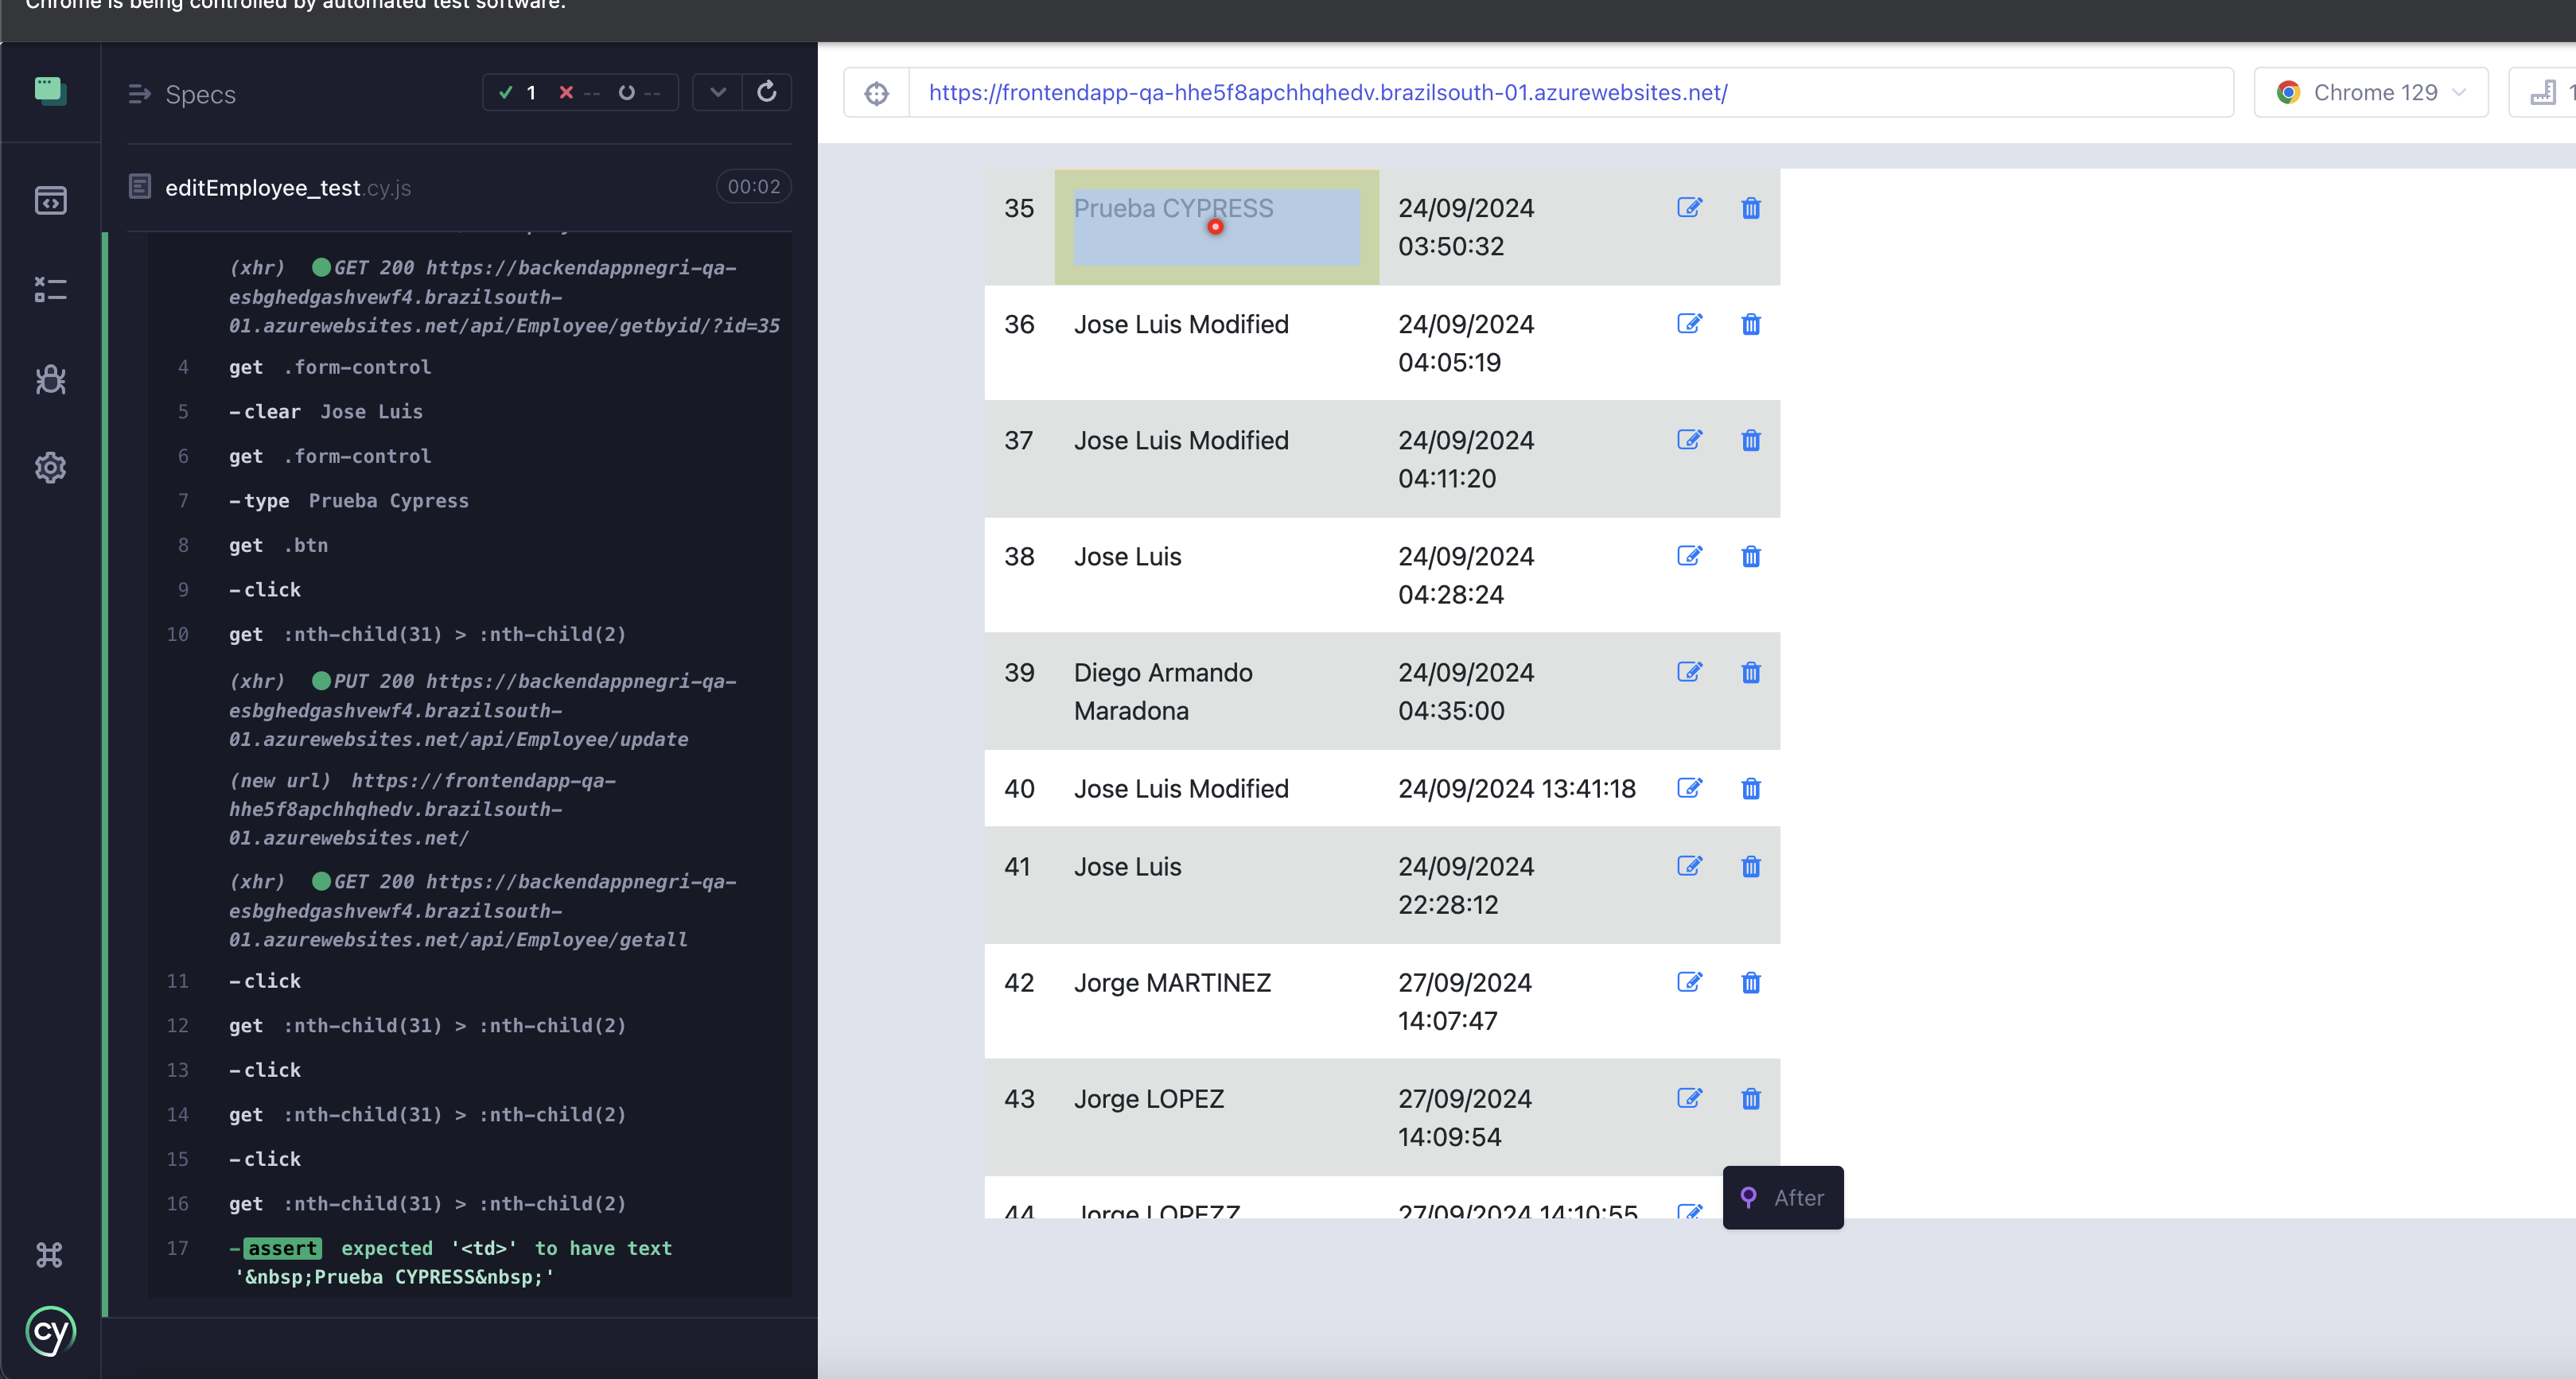 Chrome is being controlled by automated test software.
Specs
1
--
--
https://frontendapp-qa-hhe5f8apchhqhedv.brazilsouth-01.azurewebsites.net/
Chrome 129
1
editEmployee_test.cy.js
00:02
(xhr) GET 200 https://backendappnegri-qa-
esbghedgashvewf4.brazilsouth-
01.azurewebsites.net/api/Employee/getbyid/?id=35
4 get .form-control
5 -clear Jose Luis
6 get .form-control
7 -type Prueba Cypress
8 get .btn
9 -click
10 get :nth-child(31) > :nth-child(2)
(xhr) PUT 200 https://backendappnegri-qa-
esbghedgashvewf4.brazilsouth-
01.azurewebsites.net/api/Employee/update
(new url) https://frontendapp-qa-
hhe5f8apchhqhedv.brazilsouth-
01.azurewebsites.net/
(xhr) GET 200 https://backendappnegri-qa-
esbghedgashvewf4.brazilsouth-
01.azurewebsites.net/api/Employee/getall
11 -click
12 get :nth-child(31) > :nth-child(2)
13 -click
14 get :nth-child(31) > :nth-child(2)
15 -click
16 get :nth-child(31) > :nth-child(2)
17 -assert expected '<td>' to have text
'&nbsp;Prueba CYPRESS&nbsp;'
cy
35 Prueba CYPRESS 24/09/2024
03:50:32
36 Jose Luis Modified 24/09/2024
04:05:19
37 Jose Luis Modified 24/09/2024
04:11:20
38 Jose Luis 24/09/2024
04:28:24
39 Diego Armando 24/09/2024
Maradona 04:35:00
40 Jose Luis Modified 24/09/2024 13:41:18
41 Jose Luis 24/09/2024
22:28:12
42 Jorge MARTINEZ 27/09/2024
14:07:47
43 Jorge LOPEZ 27/09/2024
14:09:54
44 Jorge LOPEZZ 27/09/2024 14:10:55
After